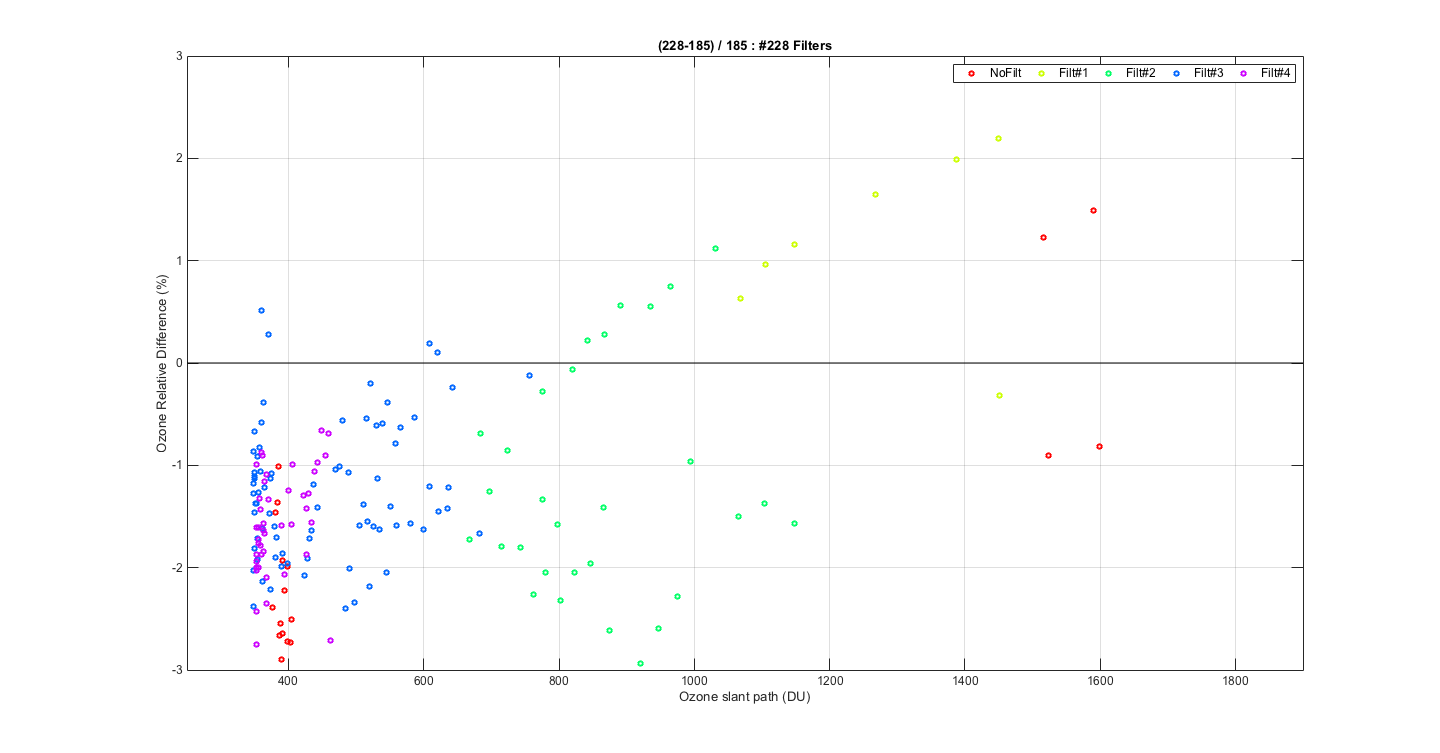 (228-185) / 185 : #228 Filters
NoFilt Filt#1 Filt#2 Filt#3 Filt#4
3
2
1
0
-1
-2
-3
Ozone Relative Difference (%)
400 600 800 1000 1200 1400 1600 1800
Ozone slant path (DU)